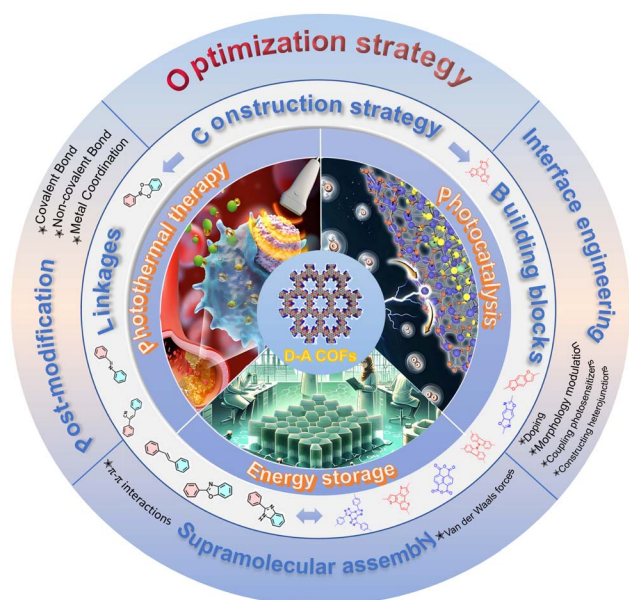 Optimization strategy
Construction strategy
★Covalent Bond
★Non-covalent Bond
★Metal Coordination
Interface engineering
Photothermal therapy
Photocatalysis
Linkages
Building blocks
D-A COFs
Post-modification
★Doping
★Morphology modulation
★Coupling photosensitizers
★Constructing heterojunctions
Energy storage
★π-π interactions
★Van der Waals forces
Supramolecular assembly